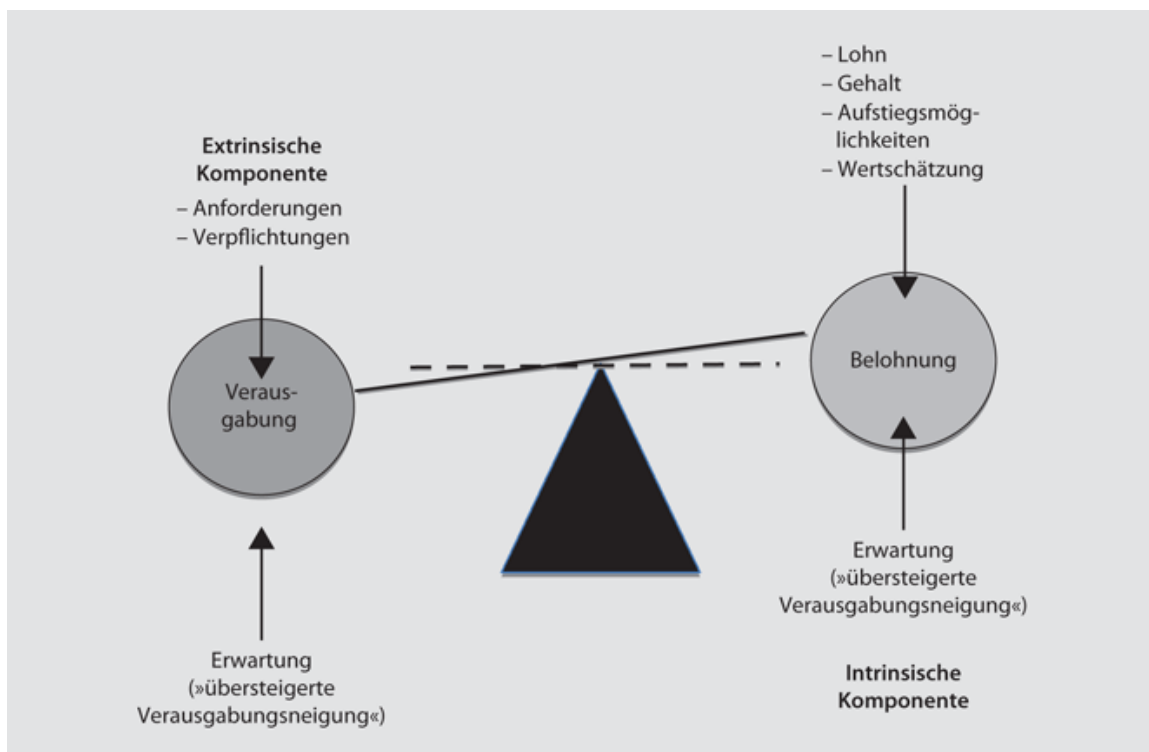 Extrinsische
Komponente
– Anforderungen
– Verpflichtungen
Veraus-
gabung
Erwartung
(»übersteigerte
Verausgabungsneigung«)
– Lohn
– Gehalt
– Aufstiegsmög-
lichkeiten
– Wertschätzung
Belohnung
Erwartung
(»übersteigerte
Verausgabungsneigung«)
Intrinsische
Komponente